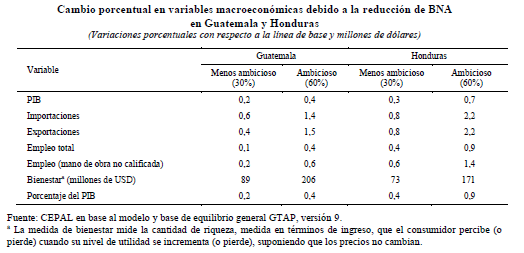 Cambio porcentual en variables macroeconómicas debido a la reducción de BNA
en Guatemala y Honduras
(Variaciones porcentuales con respecto a la línea de base y millones de dólares)
Variable Guatemala Honduras
Menos ambicioso (30%) Ambicioso (60%) Menos ambicioso (30%) Ambicioso (60%)
PIB 0,2 0,4 0,3 0,7
Importaciones 0,6 1,4 0,8 2,2
Exportaciones 0,4 1,5 0,8 2,2
Empleo total 0,1 0,4 0,4 0,9
Empleo (mano de obra no calificada) 0,2 0,6 0,6 1,4
Bienestarª (millones de USD) 89 206 73 171
Porcentaje del PIB 0,2 0,4 0,4 0,9
Fuente: CEPAL en base al modelo y base de equilibrio general GTAP, versión 9.
ª La medida de bienestar mide la cantidad de riqueza, medida en términos de ingreso, que el consumidor percibe (o
pierde) cuando su nivel de utilidad se incrementa (o pierde), suponiendo que los precios no cambian.